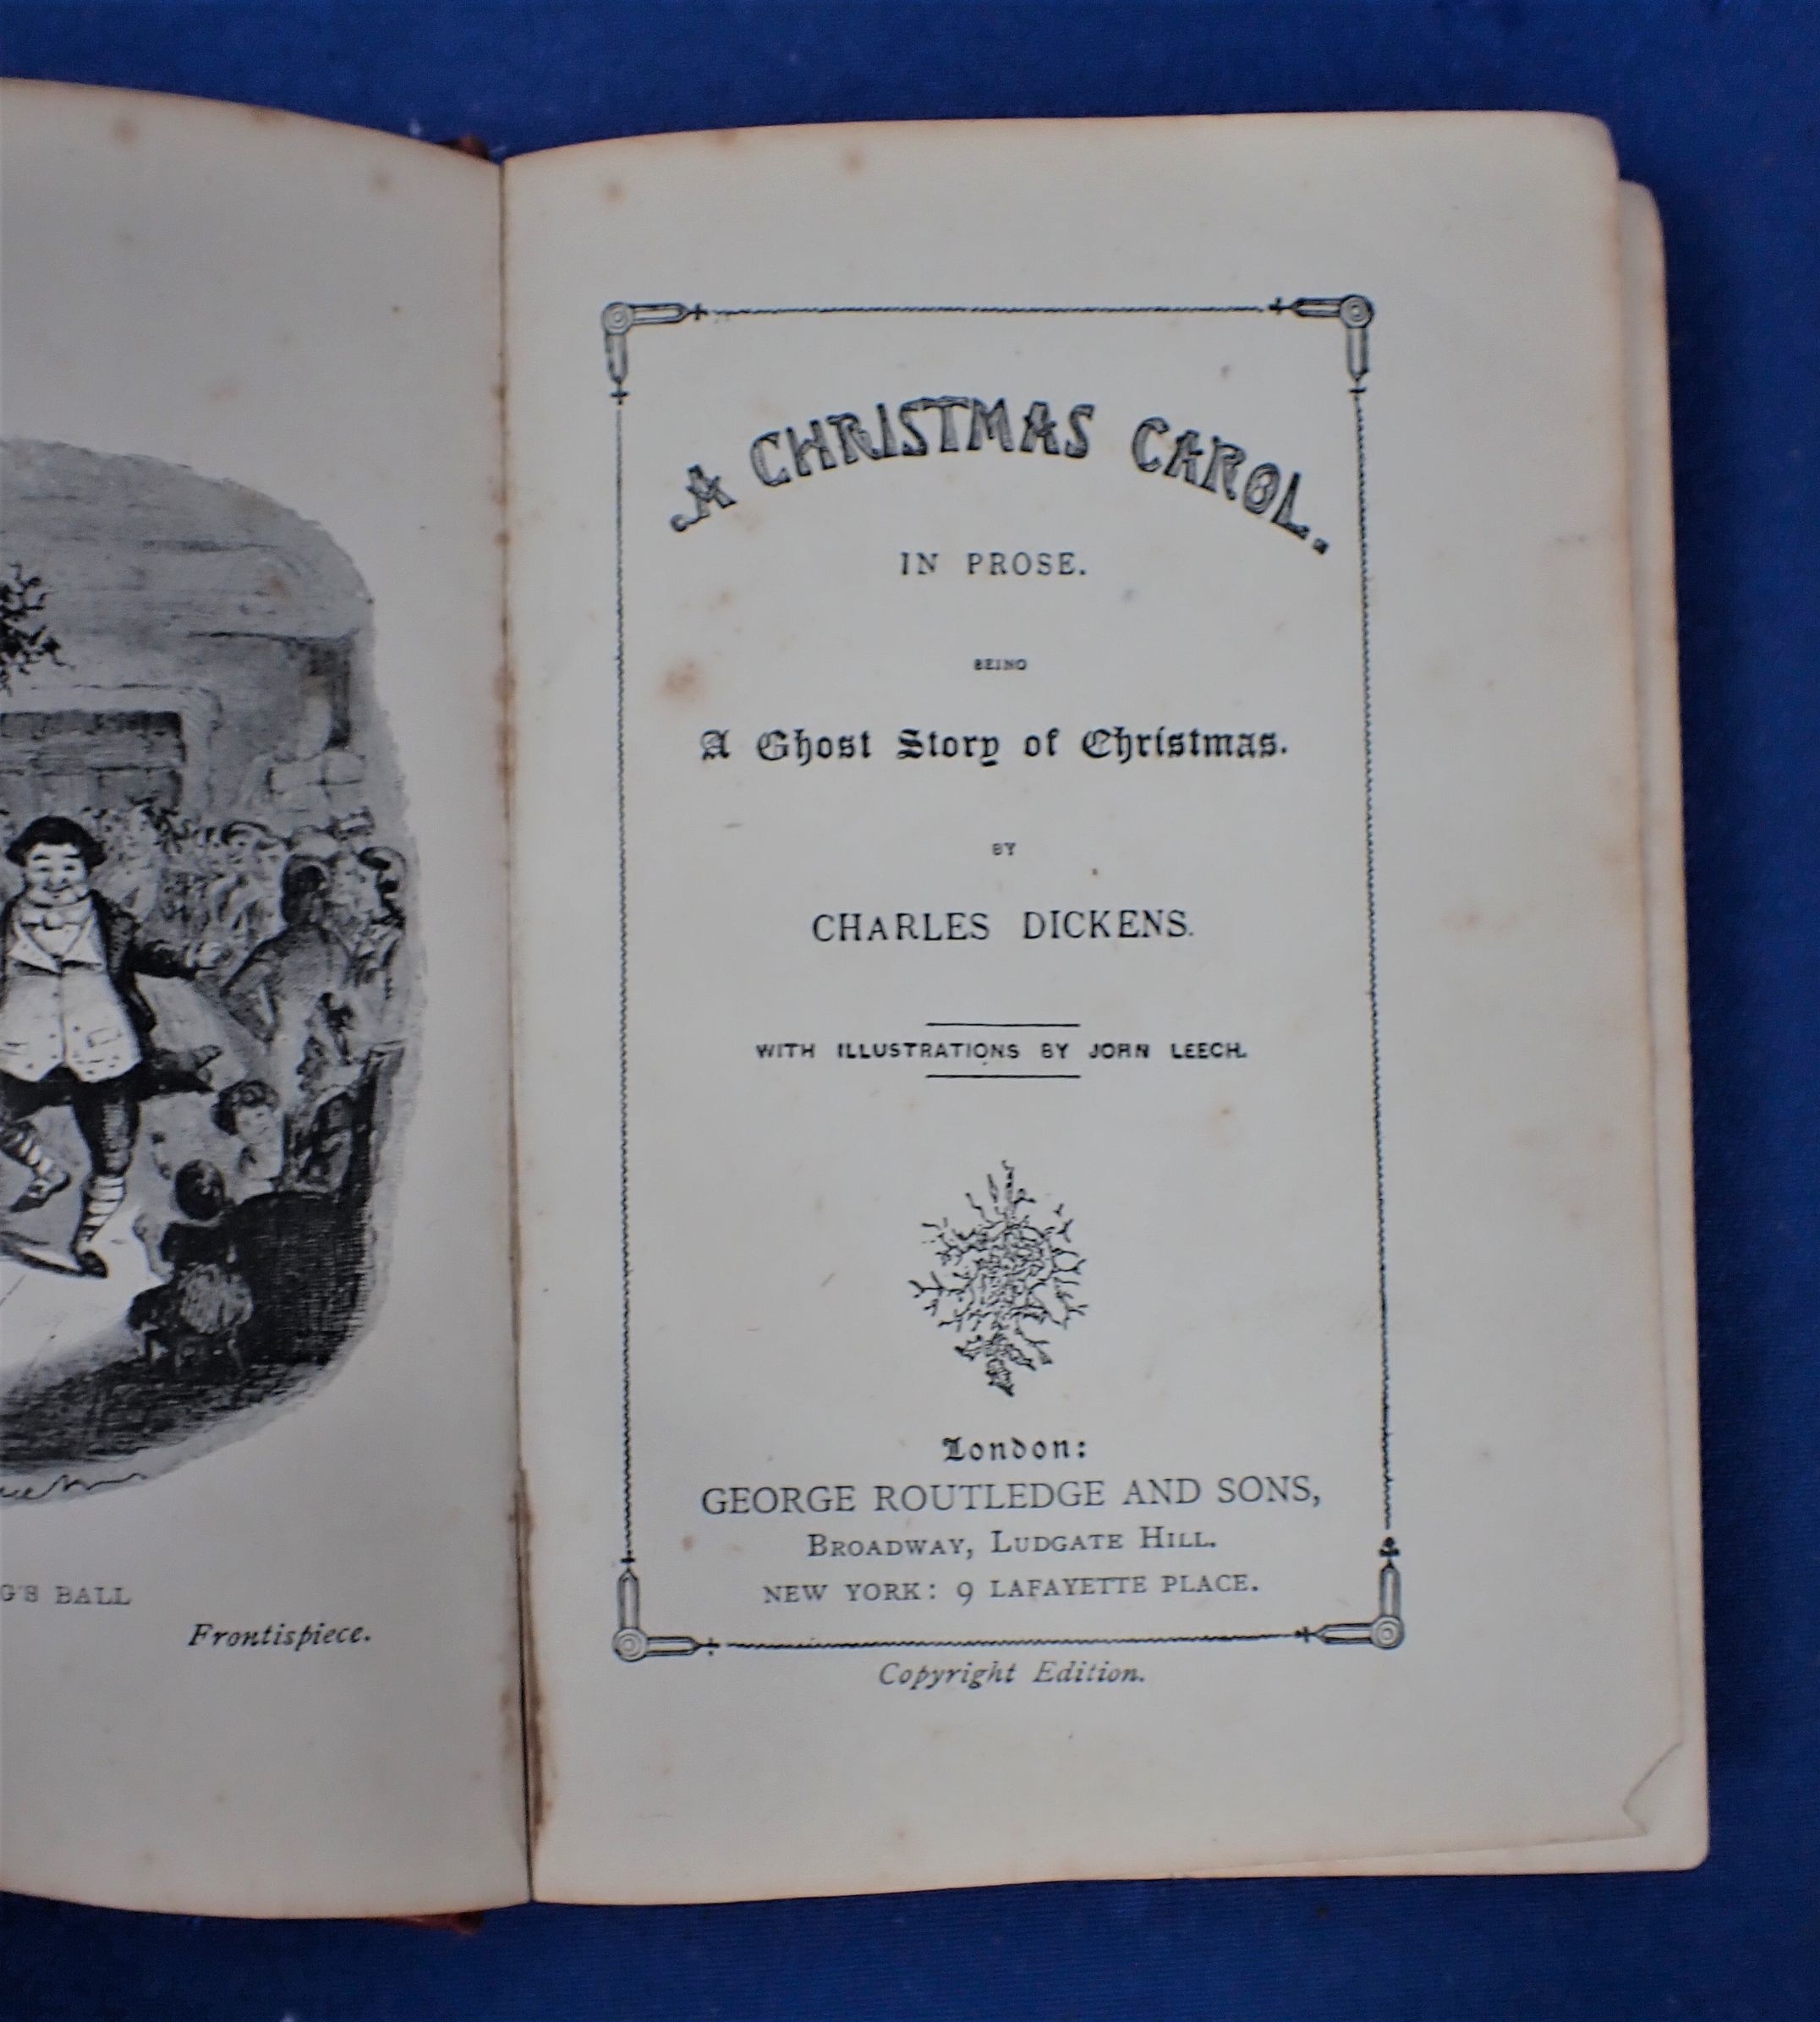 G'S BALL
Frontispiece.
A CHRISTMAS CAROL.
IN PROSE.
BEING
A Ghost Story of Christmas.
BY
CHARLES DICKENS.
WITH ILLUSTRATIONS BY JOHN LEECH.
London:
GEORGE ROUTLEDGE AND SONS,
BROADWAY, LUDGATE HILL.
NEW YORK: 9 LAFAYETTE PLACE.
Copyright Edition.